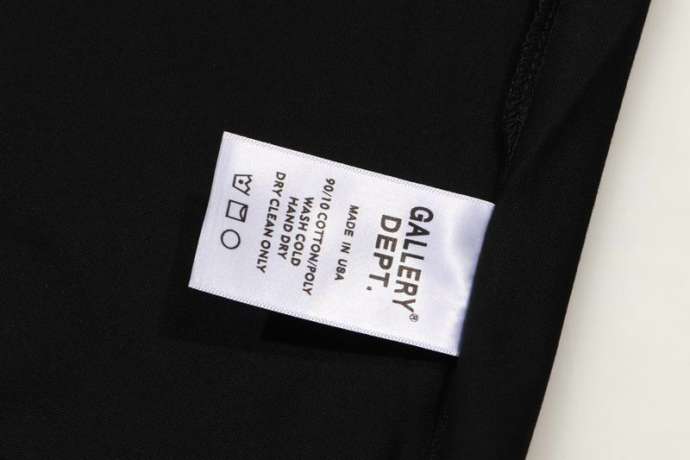 GALLERY
DEPT.®
MADE IN USA
90/10 COTTON/POLY
WASH COLD
HAND DRY
DRY CLEAN ONLY